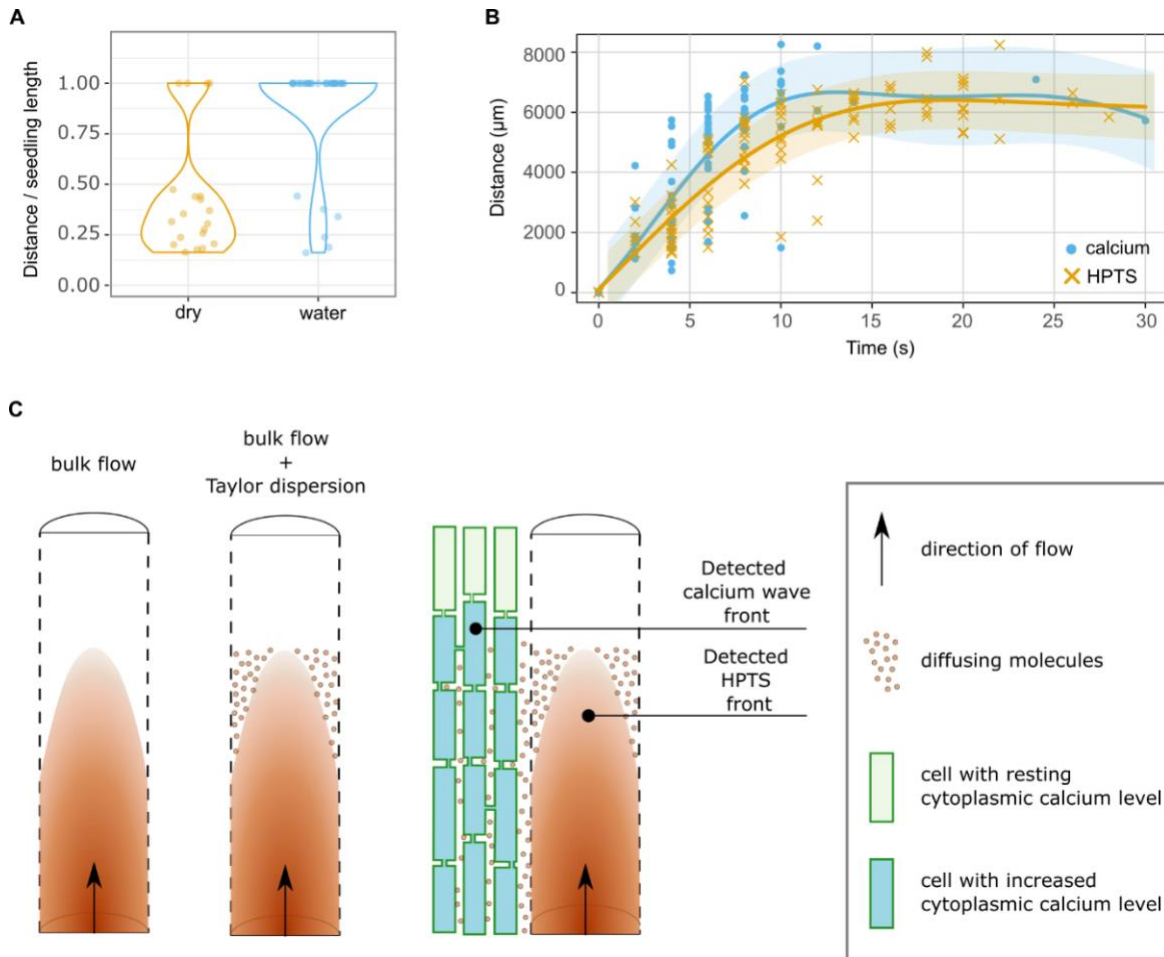 A
Distance / seedling length
1.00
0.75
0.50
0.25
0.00
dry
water
B
Distance (µm)
8000
6000
4000
2000
0
calcium
HPTS
0
5
10
15
20
25
30
Time (s)
C
bulk flow
bulk flow
+
Taylor dispersion
Detected
calcium wave
front
Detected
HPTS
front
direction of flow
diffusing molecules
cell with resting
cytoplasmic calcium level
cell with increased
cytoplasmic calcium level